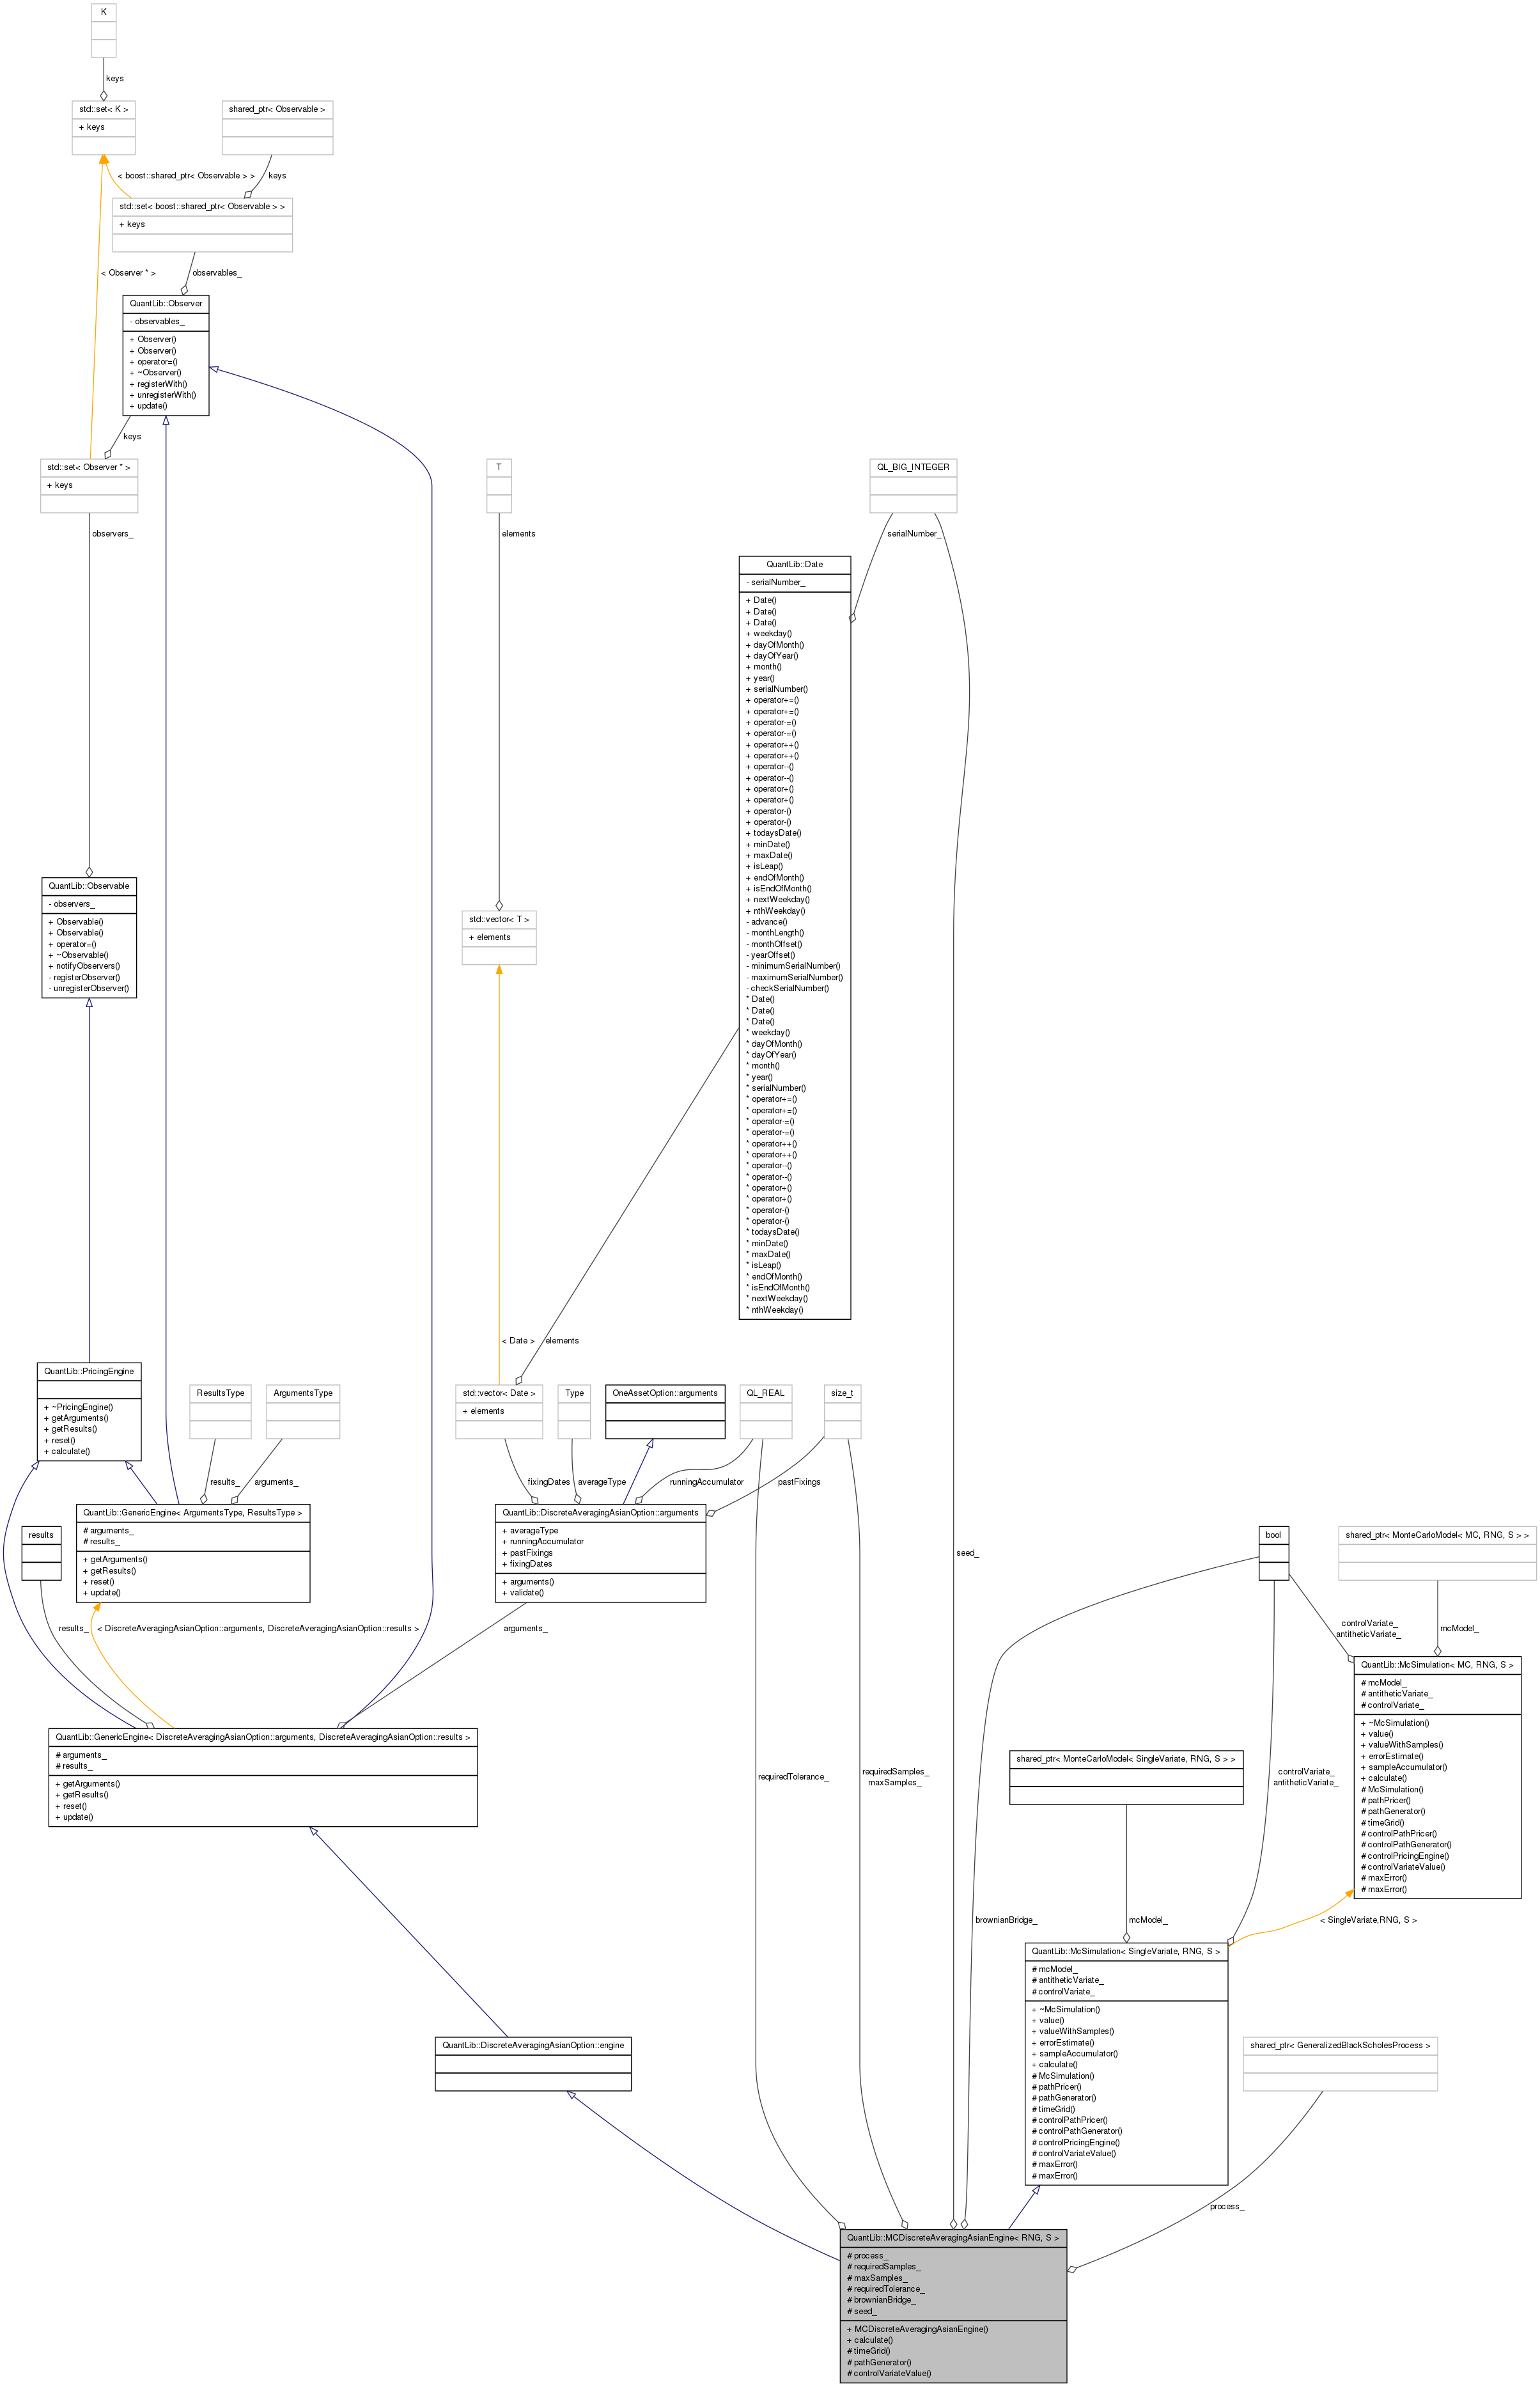 K
keys
std::set< K >
+ keys
shared_ptr< Observable >
< boost::shared_ptr< Observable > >
keys
std::set< boost::shared_ptr< Observable > >
+ keys
< Observer * >
observables_
QuantLib::Observer
- observables_
+ Observer()
+ Observer()
+ operator=()
+ ~Observer()
+ registerWith()
+ unregisterWith()
+ update()
keys
std::set< Observer * >
+ keys
T
QL_BIG_INTEGER
observers_
elements
serialNumber_
QuantLib::Date
- serialNumber_
+ Date()
+ Date()
+ Date()
+ weekday()
+ dayOfMonth()
+ dayOfYear()
+ month()
+ year()
+ serialNumber()
+ operator+=()
+ operator+=()
+ operator-=()
+ operator-=()
+ operator++()
+ operator++()
+ operator--()
+ operator--()
+ operator+()
+ operator+()
+ operator-()
+ operator-()
+ todaysDate()
+ minDate()
+ maxDate()
+ isLeap()
+ endOfMonth()
+ isEndOfMonth()
+ nextWeekday()
+ nthWeekday()
- advance()
- monthLength()
- monthOffset()
- yearOffset()
- minimumSerialNumber()
- maximumSerialNumber()
- checkSerialNumber()
* Date()
* Date()
* Date()
* weekday()
* dayOfMonth()
* dayOfYear()
* month()
* year()
* serialNumber()
* operator+=()
* operator+=()
* operator-=()
* operator-=()
* operator++()
* operator++()
* operator--()
* operator--()
* operator+()
* operator+()
* operator-()
* operator-()
* todaysDate()
* minDate()
* maxDate()
* isLeap()
* endOfMonth()
* isEndOfMonth()
* nextWeekday()
* nthWeekday()
QuantLib::Observable
- observers_
+ Observable()
+ Observable()
+ operator=()
+ ~Observable()
+ notifyObservers()
- registerObserver()
- unregisterObserver()
std::vector< T >
+ elements
< Date >
elements
QuantLib::PricingEngine
+ ~PricingEngine()
+ getArguments()
+ getResults()
+ reset()
+ calculate()
ResultsType
ArgumentsType
std::vector< Date >
+ elements
Type
OneAssetOption::arguments
QL_REAL
size_t
results_
arguments_
fixingDates
averageType
runningAccumulator
pastFixings
results
QuantLib::GenericEngine< ArgumentsType, ResultsType >
# arguments_
# results_
+ getArguments()
+ getResults()
+ reset()
+ update()
QuantLib::DiscreteAveragingAsianOption::arguments
+ averageType
+ runningAccumulator
+ pastFixings
+ fixingDates
+ arguments()
+ validate()
seed_
bool
shared_ptr< MonteCarloModel< MC, RNG, S > >
results_
< DiscreteAveragingAsianOption::arguments, DiscreteAveragingAsianOption::results >
arguments_
controlVariate_
antitheticVariate_
mcModel_
QuantLib::McSimulation< MC, RNG, S >
# mcModel_
# antitheticVariate_
# controlVariate_
+ ~McSimulation()
+ value()
+ valueWithSamples()
+ errorEstimate()
+ sampleAccumulator()
+ calculate()
# McSimulation()
# pathPricer()
# pathGenerator()
# timeGrid()
# controlPathPricer()
# controlPathGenerator()
# controlPricingEngine()
# controlVariateValue()
# maxError()
# maxError()
QuantLib::GenericEngine< DiscreteAveragingAsianOption::arguments, DiscreteAveragingAsianOption::results >
# arguments_
# results_
+ getArguments()
+ getResults()
+ reset()
+ update()
requiredTolerance_
requiredSamples_
maxSamples_
shared_ptr< MonteCarloModel< SingleVariate, RNG, S > >
controlVariate_
antitheticVariate_
brownianBridge_
mcModel_
< SingleVariate,RNG, S >
QuantLib::McSimulation< SingleVariate, RNG, S >
# mcModel_
# antitheticVariate_
# controlVariate_
+ ~McSimulation()
+ value()
+ valueWithSamples()
+ errorEstimate()
+ sampleAccumulator()
+ calculate()
# McSimulation()
# pathPricer()
# pathGenerator()
# timeGrid()
# controlPathPricer()
# controlPathGenerator()
# controlPricingEngine()
# controlVariateValue()
# maxError()
# maxError()
QuantLib::DiscreteAveragingAsianOption::engine
shared_ptr< GeneralizedBlackScholesProcess >
process_
QuantLib::MCDiscreteAveragingAsianEngine< RNG, S >
# process_
# requiredSamples_
# maxSamples_
# requiredTolerance_
# brownianBridge_
# seed_
+ MCDiscreteAveragingAsianEngine()
+ calculate()
# timeGrid()
# pathGenerator()
# controlVariateValue()